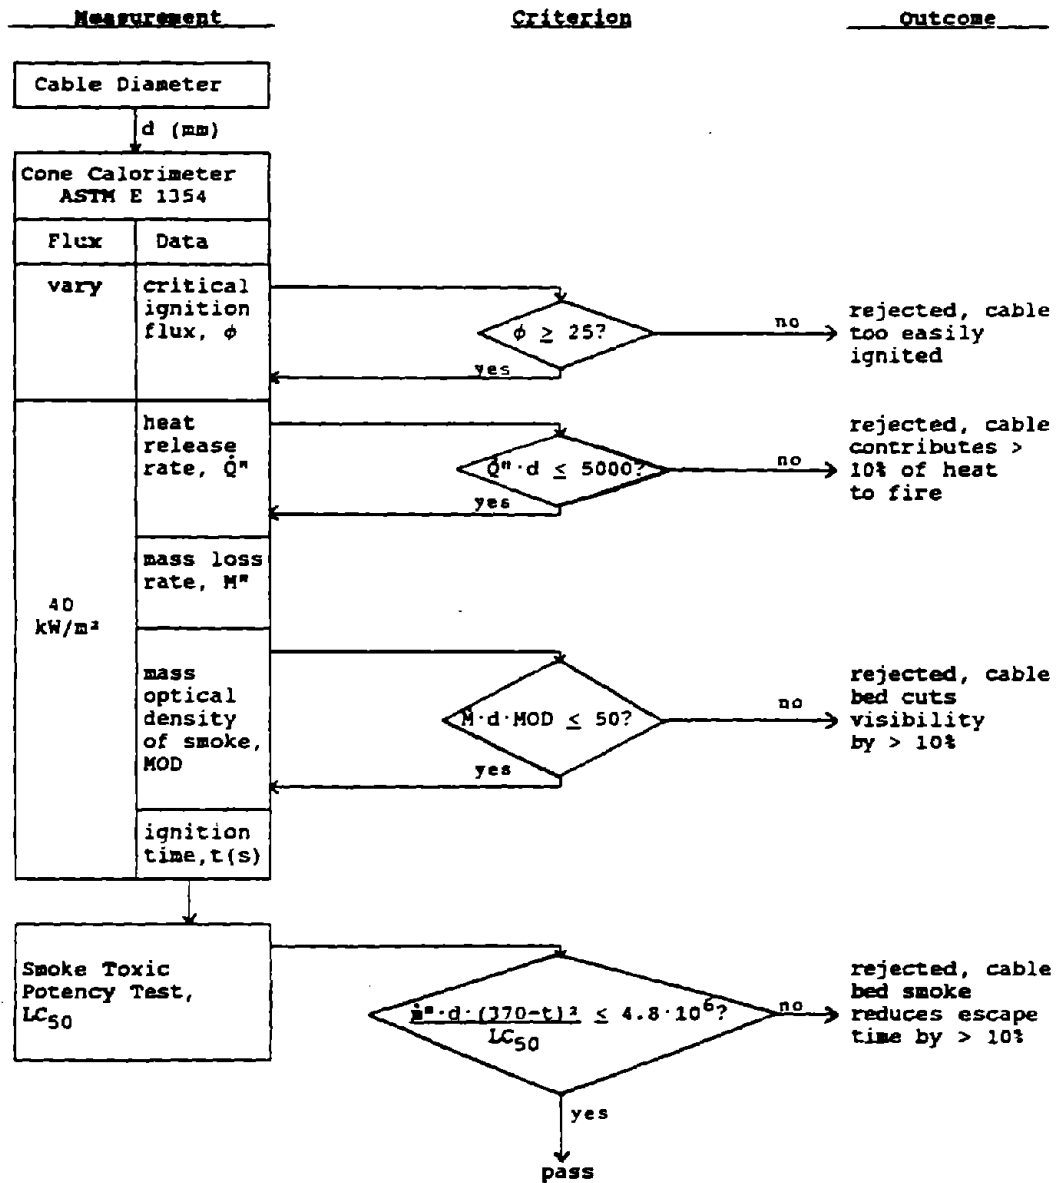 Measurement Criterion Outcome
Cable Diameter
d (mm)
Cone Calorimeter
ASTM E 1354
Flux Data
vary
critical
ignition
flux, ϕ
ϕ ≥ 25?
no
yes
rejected, cable
too easily
ignited
40
kW/m²
heat
release
rate, Q̇"
Q̇"·d ≤ 5000?
no
yes
rejected, cable
contributes >
10% of heat
to fire
mass loss
rate, M"
mass
optical
density
of smoke,
MOD
Ṁ·d·MOD ≤ 50?
no
yes
rejected, cable
bed cuts
visibility
by > 10%
ignition
time,t(s)
Smoke Toxic
Potency Test,
LC₅₀
ṁ"·d·(370-t)² ≤ 4.8·10⁶?
LC₅₀
no
rejected, cable
bed smoke
reduces escape
time by > 10%
yes
pass